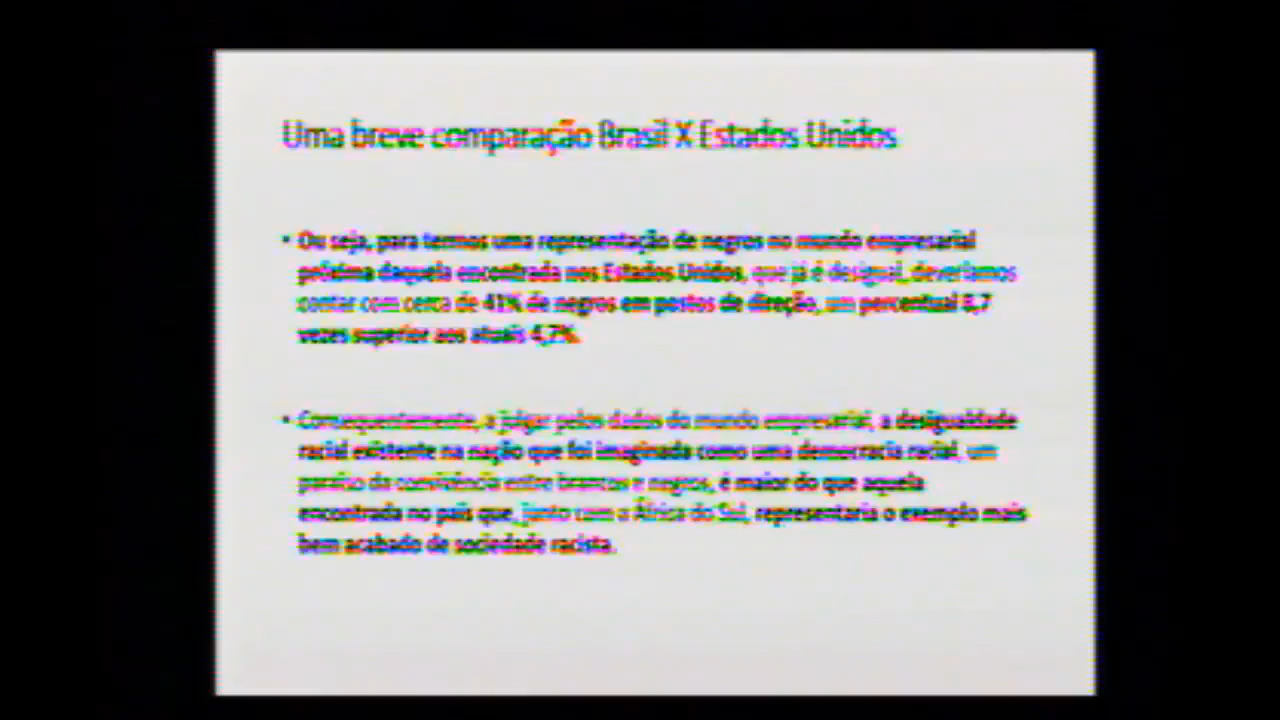 Uma breve comparação Brasil X Estados Unidos
• Ou seja, para termos uma representação de negros no mundo empresarial
próxima daquela encontrada nos Estados Unidos, que já é desigual, deveríamos
contar com cerca de 41% de negros em postos de direção, um percentual 8,7
vezes superior aos atuais 4,7%.
• Consequentemente, a julgar pelos dados do mundo empresarial, a desigualdade
racial existente na nação que foi imaginada como uma democracia racial, um
paraíso da convivência entre brancos e negros, é maior do que aquela
encontrada no país que, junto com a África do Sul, representaria o exemplo mais
bem acabado de sociedade racista.